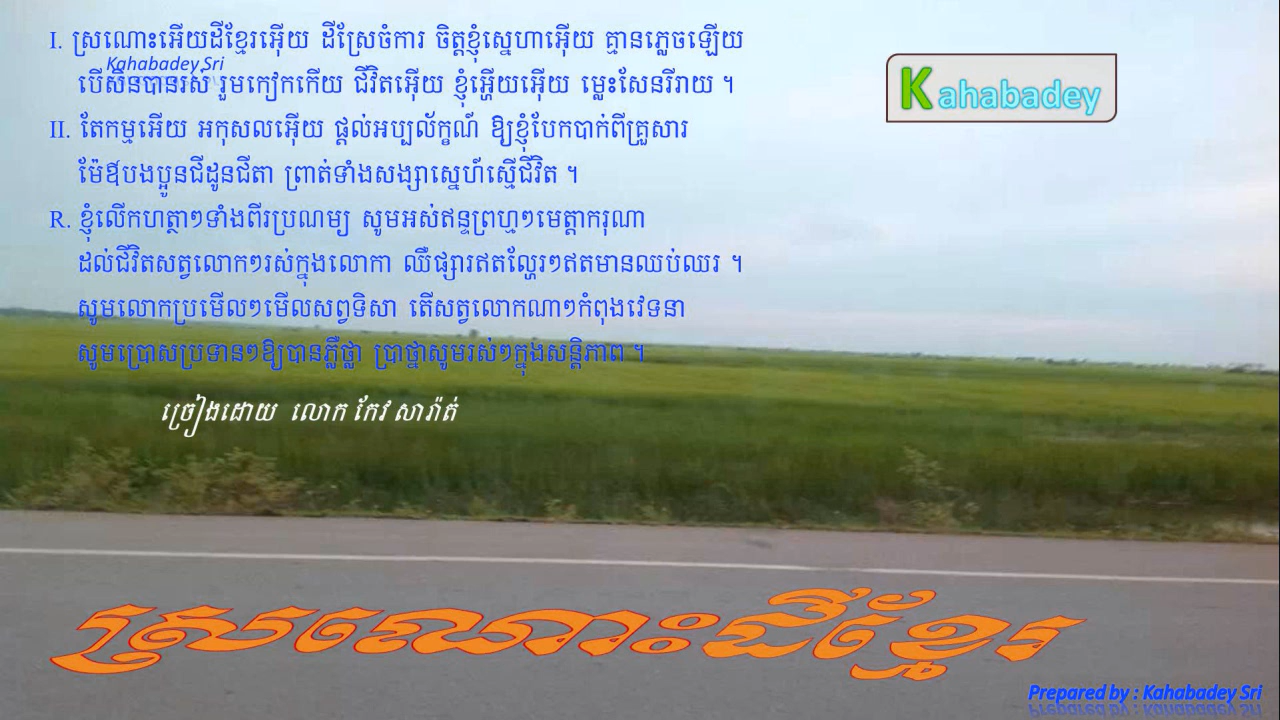 I. ស្រណោះអើយដីខ្មែរអ៊ើយ ដីស្រែចំការ ចិត្តខ្ញុំស្នេហាអ៊ើយ គ្មានភ្លេចឡើយ
Kahabadey Sri
បើសិនបានរស់ រួមកៀកកើយ ជីវិតអ៊ើយ ខ្ញុំអ្ហើយអ៊ើយ ម្លេះសែនរីរាយ ។
Kahabadey
II. តែកម្មអើយ អកុសលអ៊ើយ ផ្តល់អប្បល័ក្ខណ៍ ឱ្យខ្ញុំបែកបាក់ពីគ្រួសារ
ម៉ែឪបងប្អូនជីដូនជីតា ព្រាត់ទាំងសង្សាស្នេហ៍ស្មើជីវិត ។
R. ខ្ញុំលើកហត្ថាៗទាំងពីរប្រណម្យ សូមអស់ឥន្ទព្រហ្មៗមេត្តាករុណា
ដល់ជីវិតសត្វលោកៗរស់ក្នុងលោកា ឈឺផ្សារឥតល្ហែរៗឥតមានឈប់ឈរ ។
សូមលោកប្រមើលៗមើលសព្វទិសា តើសត្វលោកណាៗកំពុងវេទនា
សូមប្រោសប្រទានៗឱ្យបានភ្លឺថ្លា ប្រាថ្នាសូមរស់ៗក្នុងសន្តិភាព ។
ច្រៀងដោយ លោក កែវ សារ៉ាត់
ស្រណោះដីខ្មែរ
Prepared by : Kahabadey Sri